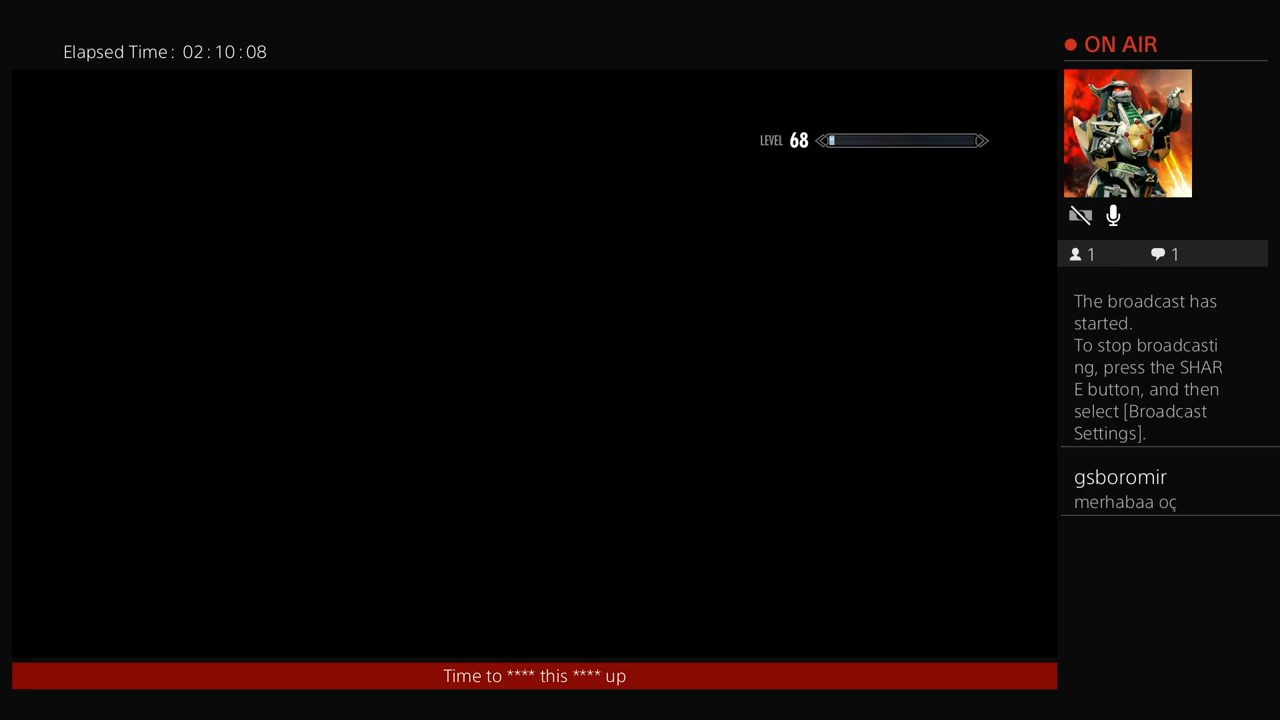 Elapsed Time: 02:10:08
ON AIR
LEVEL 68
1
1
The broadcast has
started.
To stop broadcasti
ng, press the SHAR
E button, and then
select [Broadcast
Settings].
gsboromir
merhabaa oç
Time to **** this **** up